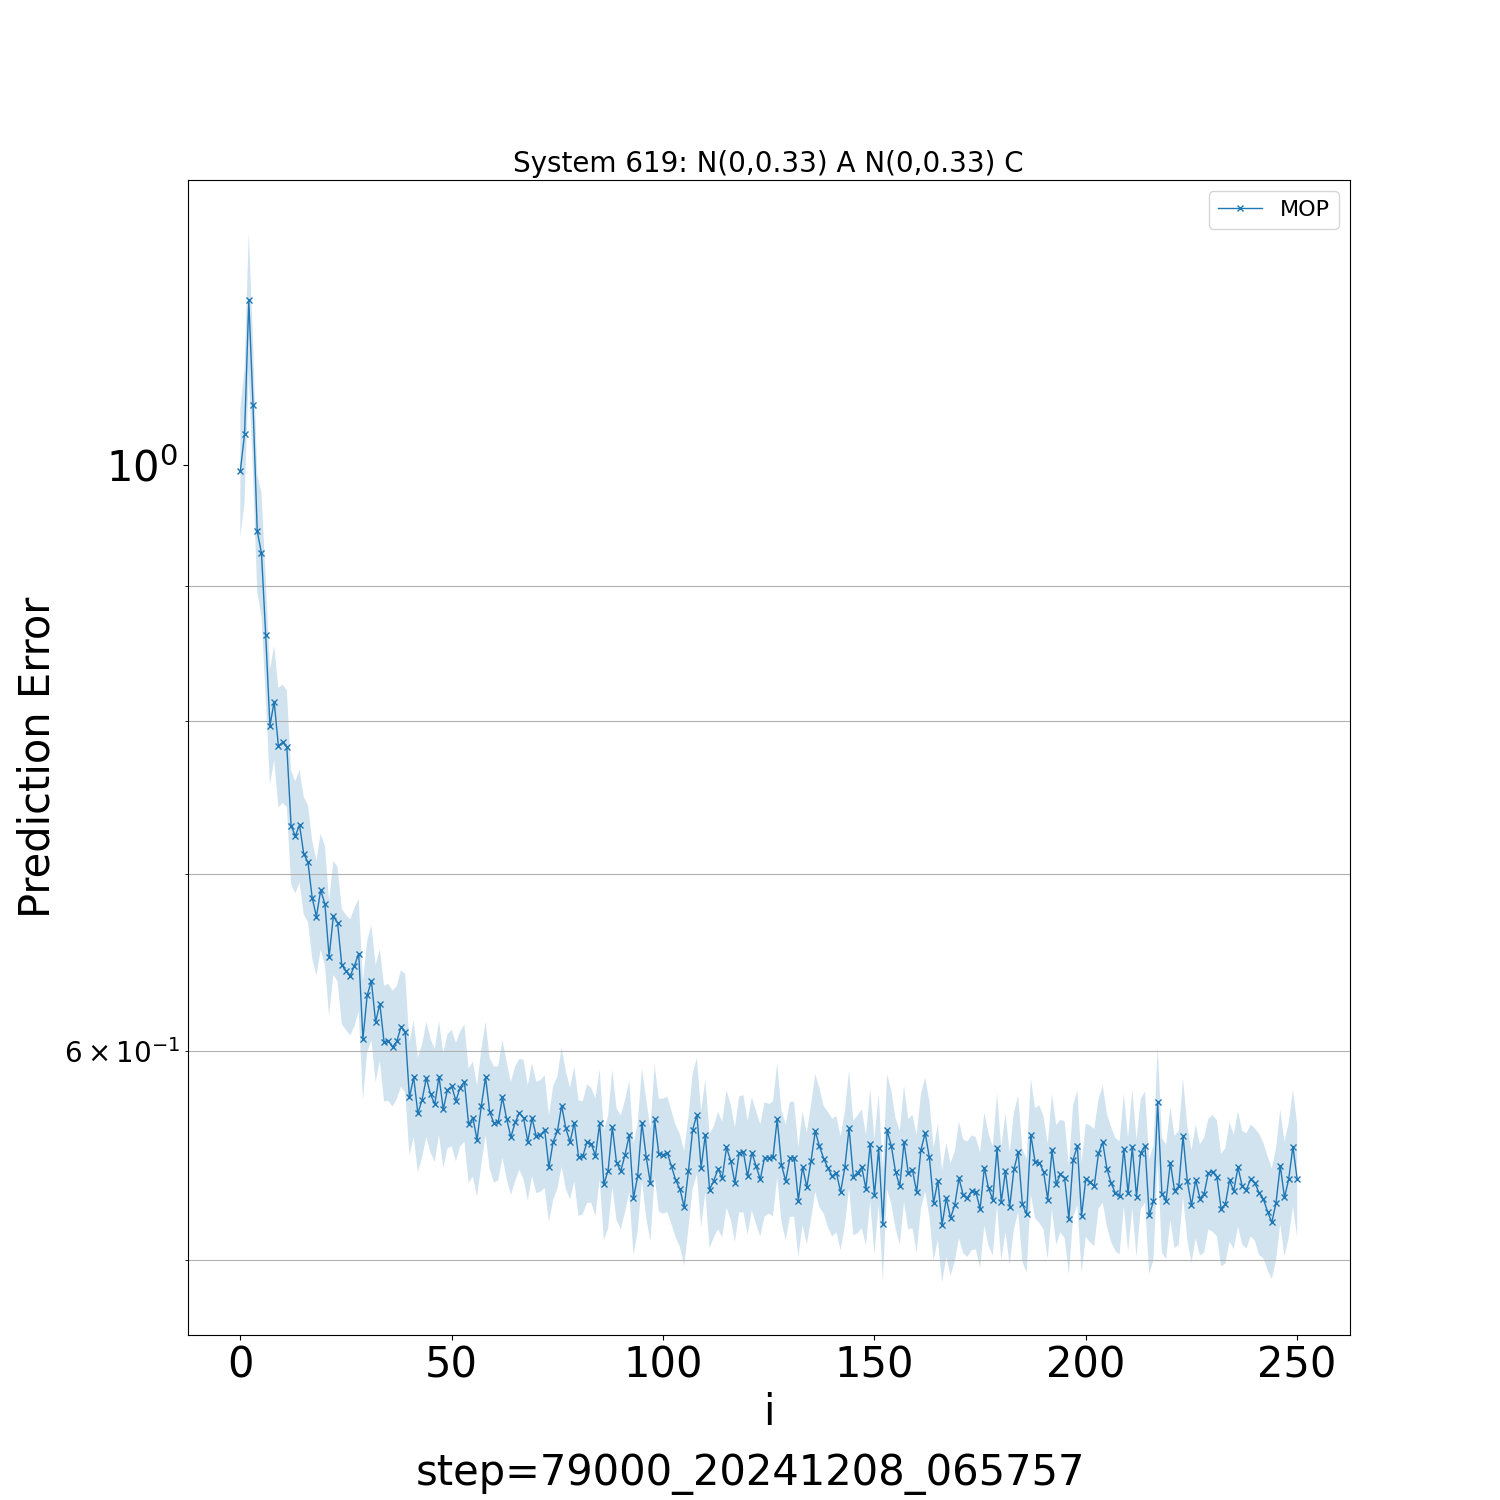 System 619: N(0,0.33) A N(0,0.33) C
MOP
10⁰
6 × 10⁻¹
Prediction Error
0 50 100 150 200 250
i
step=79000_20241208_065757